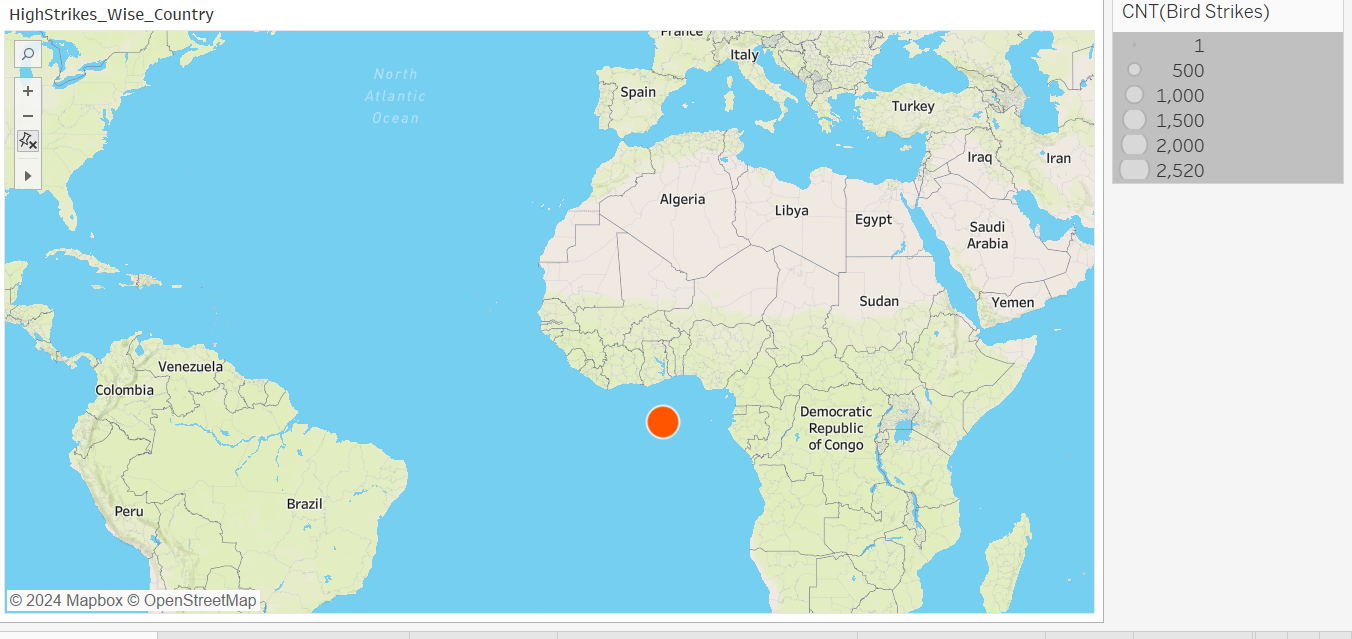 HighStrikes_Wise_Country
CNT(Bird Strikes)
1
500
1,000
1,500
2,000
2,520
North
Atlantic
Ocean
France
Italy
Spain
Turkey
Iraq
Iran
Algeria
Libya
Egypt
Saudi
Arabia
Sudan
Yemen
Venezuela
Colombia
Democratic
Republic
of Congo
Brazil
Peru
© 2024 Mapbox © OpenStreetMap